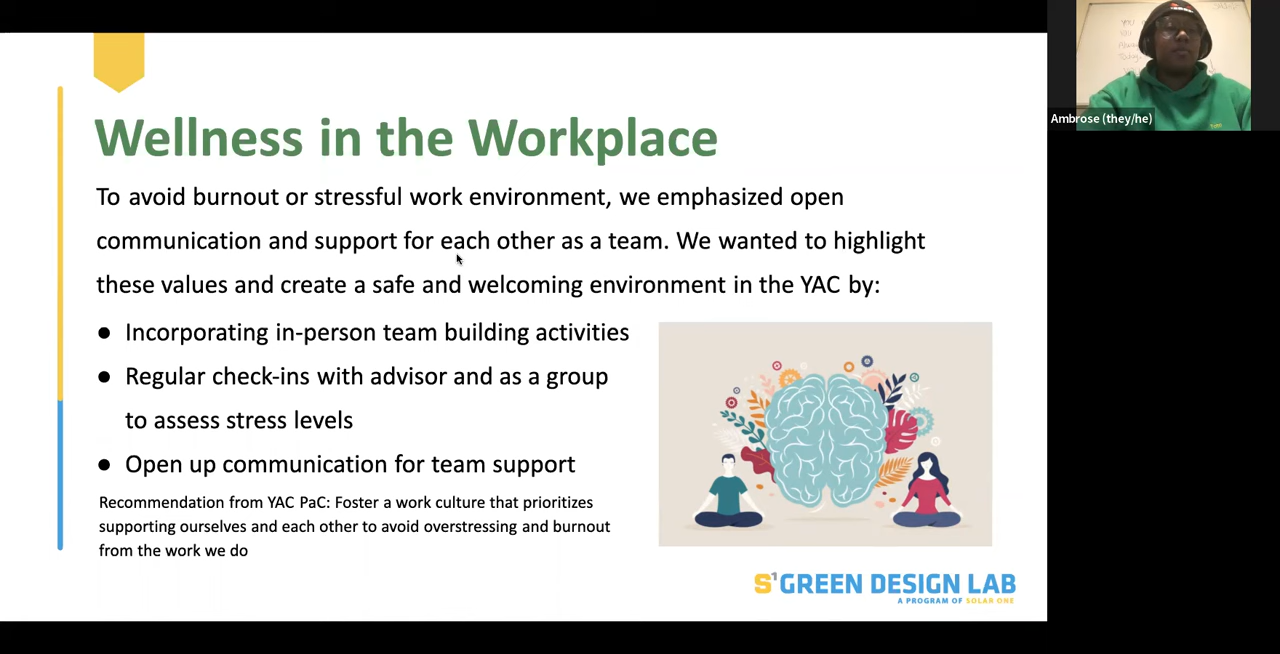 Wellness in the Workplace
To avoid burnout or stressful work environment, we emphasized open
communication and support for each other as a team. We wanted to highlight
these values and create a safe and welcoming environment in the YAC by:
● Incorporating in-person team building activities
● Regular check-ins with advisor and as a group
to assess stress levels
● Open up communication for team support
Recommendation from YAC PaC: Foster a work culture that prioritizes
supporting ourselves and each other to avoid overstressing and burnout
from the work we do
S¹GREEN DESIGN LAB
A PROGRAM OF SOLAR ONE
Ambrose (they/he)